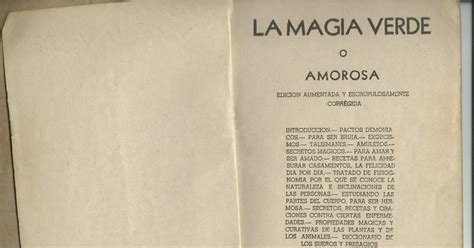 LA MAGIA VERDE
O
AMOROSA
EDICION AUMENTADA Y ESCRUPULOSAMENTE
CORREGIDA
INTRODUCCION.— PACTOS DEMONIA
COS.— PARA SER BRUJA.— EXORCIS-
MOS.— TALISMANES.— AMULETOS.—
SECRETOS MAGICOS.— PARA AMAR Y
SER AMADO.— RECETAS PARA APRE-
SURAR CASAMIENTOS. LA FELICIDAD
DIA POR DIA.— TRATADO DE FISIOG-
NOMIA POR EL QUE SE CONOCE LA
NATURALEZA E INCLINACIONES DE
LAS PERSONAS.— ESTUDIANDO LAS
PARTES DEL CUERPO. PARA SER HER-
MOSA.— SECRETOS, RECETAS Y ORA-
CIONES CONTRA CIERTAS ENFERME-
DADES.— PROPIEDADES MAGICAS Y
CURATIVAS DE LAS PLANTAS Y DE
LOS ANIMALES.— DICCIONARIO DE
LOS SUEÑOS Y PRESAGIOS